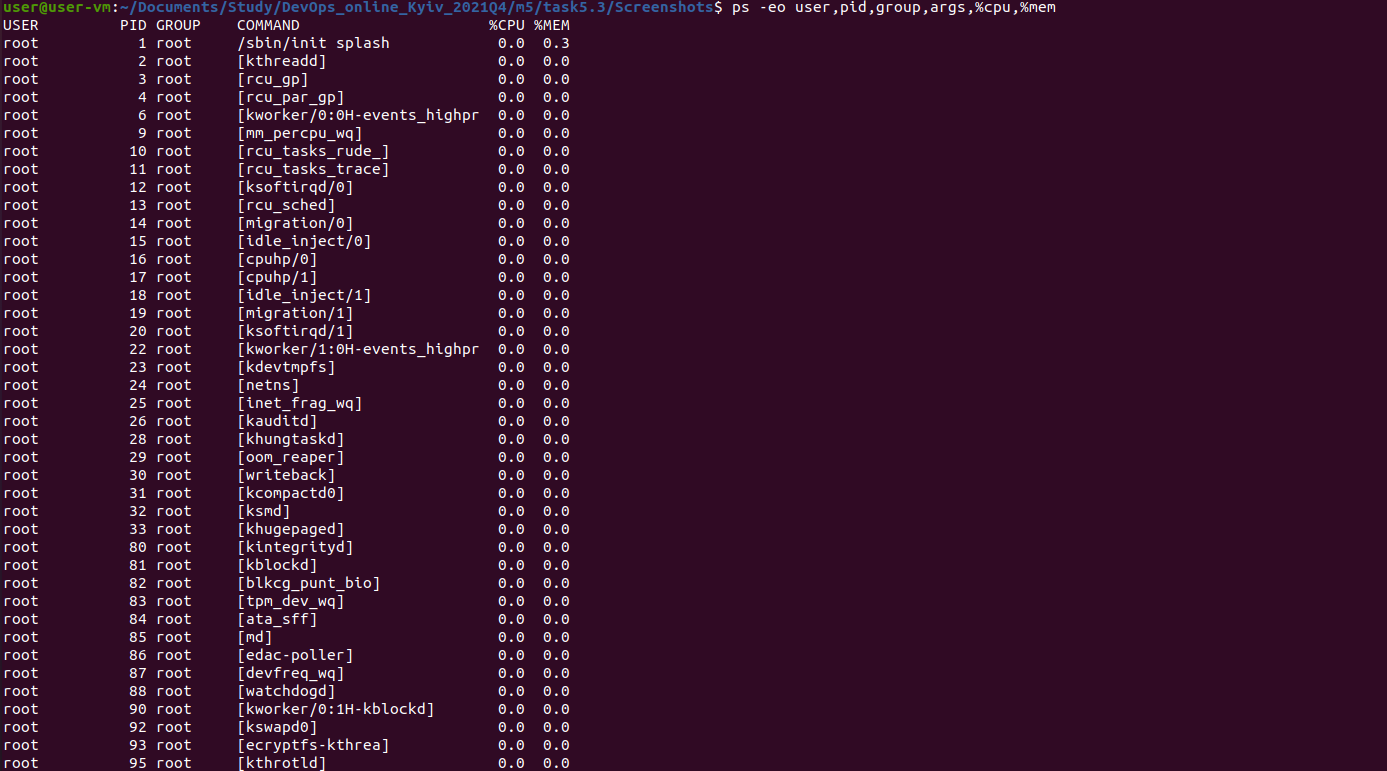 user@user-vm:~/Documents/Study/DevOps_online_Kyiv_2021Q4/m5/task5.3/Screenshots$ ps -eo user,pid,group,args,%cpu,%mem
USER         PID GROUP    COMMAND                     %CPU %MEM
root           1 root     /sbin/init splash            0.0  0.3
root           2 root     [kthreadd]                   0.0  0.0
root           3 root     [rcu_gp]                     0.0  0.0
root           4 root     [rcu_par_gp]                 0.0  0.0
root           6 root     [kworker/0:0H-events_highpr  0.0  0.0
root           9 root     [mm_percpu_wq]               0.0  0.0
root          10 root     [rcu_tasks_rude_]            0.0  0.0
root          11 root     [rcu_tasks_trace]            0.0  0.0
root          12 root     [ksoftirqd/0]                0.0  0.0
root          13 root     [rcu_sched]                  0.0  0.0
root          14 root     [migration/0]                0.0  0.0
root          15 root     [idle_inject/0]              0.0  0.0
root          16 root     [cpuhp/0]                    0.0  0.0
root          17 root     [cpuhp/1]                    0.0  0.0
root          18 root     [idle_inject/1]              0.0  0.0
root          19 root     [migration/1]                0.0  0.0
root          20 root     [ksoftirqd/1]                0.0  0.0
root          22 root     [kworker/1:0H-events_highpr  0.0  0.0
root          23 root     [kdevtmpfs]                  0.0  0.0
root          24 root     [netns]                      0.0  0.0
root          25 root     [inet_frag_wq]               0.0  0.0
root          26 root     [kauditd]                    0.0  0.0
root          28 root     [khungtaskd]                 0.0  0.0
root          29 root     [oom_reaper]                 0.0  0.0
root          30 root     [writeback]                  0.0  0.0
root          31 root     [kcompactd0]                 0.0  0.0
root          32 root     [ksmd]                       0.0  0.0
root          33 root     [khugepaged]                 0.0  0.0
root          80 root     [kintegrityd]                0.0  0.0
root          81 root     [kblockd]                    0.0  0.0
root          82 root     [blkcg_punt_bio]             0.0  0.0
root          83 root     [tpm_dev_wq]                 0.0  0.0
root          84 root     [ata_sff]                    0.0  0.0
root          85 root     [md]                         0.0  0.0
root          86 root     [edac-poller]                0.0  0.0
root          87 root     [devfreq_wq]                 0.0  0.0
root          88 root     [watchdogd]                  0.0  0.0
root          90 root     [kworker/0:1H-kblockd]       0.0  0.0
root          92 root     [kswapd0]                    0.0  0.0
root          93 root     [ecryptfs-kthrea]            0.0  0.0
root          95 root     [kthrotld]                   0.0  0.0